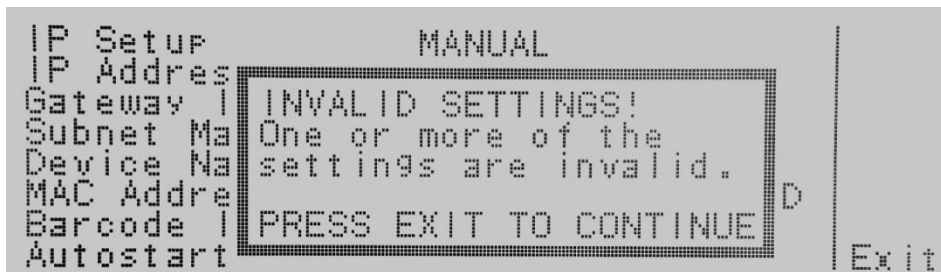 IP Setup MANUAL
IP Addres
Gateway I
Subnet Ma
Device Na
MAC Addre D
Barcode I
Autostart
INVALID SETTINGS!
One or more of the
settings are invalid.
PRESS EXIT TO CONTINUE
Exit